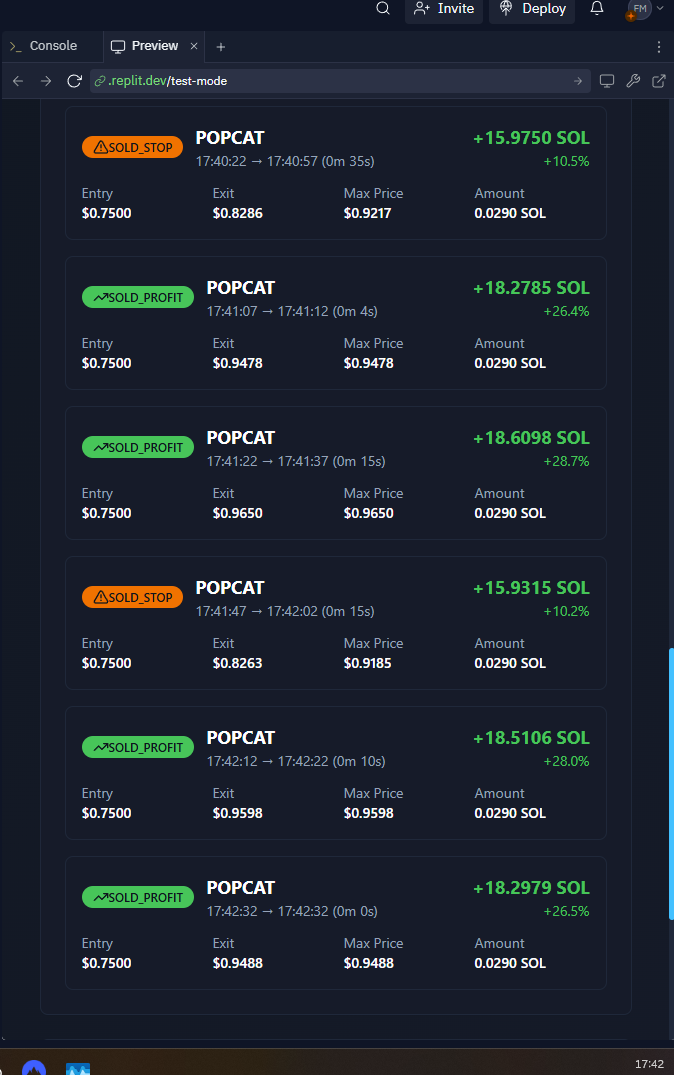 Invite
Deploy
FM
Console
Preview
.replit.dev/test-mode
SOLD_STOP POPCAT +15.9750 SOL
17:40:22 → 17:40:57 (0m 35s) +10.5%
Entry Exit Max Price Amount
$0.7500 $0.8286 $0.9217 0.0290 SOL
SOLD_PROFIT POPCAT +18.2785 SOL
17:41:07 → 17:41:12 (0m 4s) +26.4%
Entry Exit Max Price Amount
$0.7500 $0.9478 $0.9478 0.0290 SOL
SOLD_PROFIT POPCAT +18.6098 SOL
17:41:22 → 17:41:37 (0m 15s) +28.7%
Entry Exit Max Price Amount
$0.7500 $0.9650 $0.9650 0.0290 SOL
SOLD_STOP POPCAT +15.9315 SOL
17:41:47 → 17:42:02 (0m 15s) +10.2%
Entry Exit Max Price Amount
$0.7500 $0.8263 $0.9185 0.0290 SOL
SOLD_PROFIT POPCAT +18.5106 SOL
17:42:12 → 17:42:22 (0m 10s) +28.0%
Entry Exit Max Price Amount
$0.7500 $0.9598 $0.9598 0.0290 SOL
SOLD_PROFIT POPCAT +18.2979 SOL
17:42:32 → 17:42:32 (0m 0s) +26.5%
Entry Exit Max Price Amount
$0.7500 $0.9488 $0.9488 0.0290 SOL
17:42